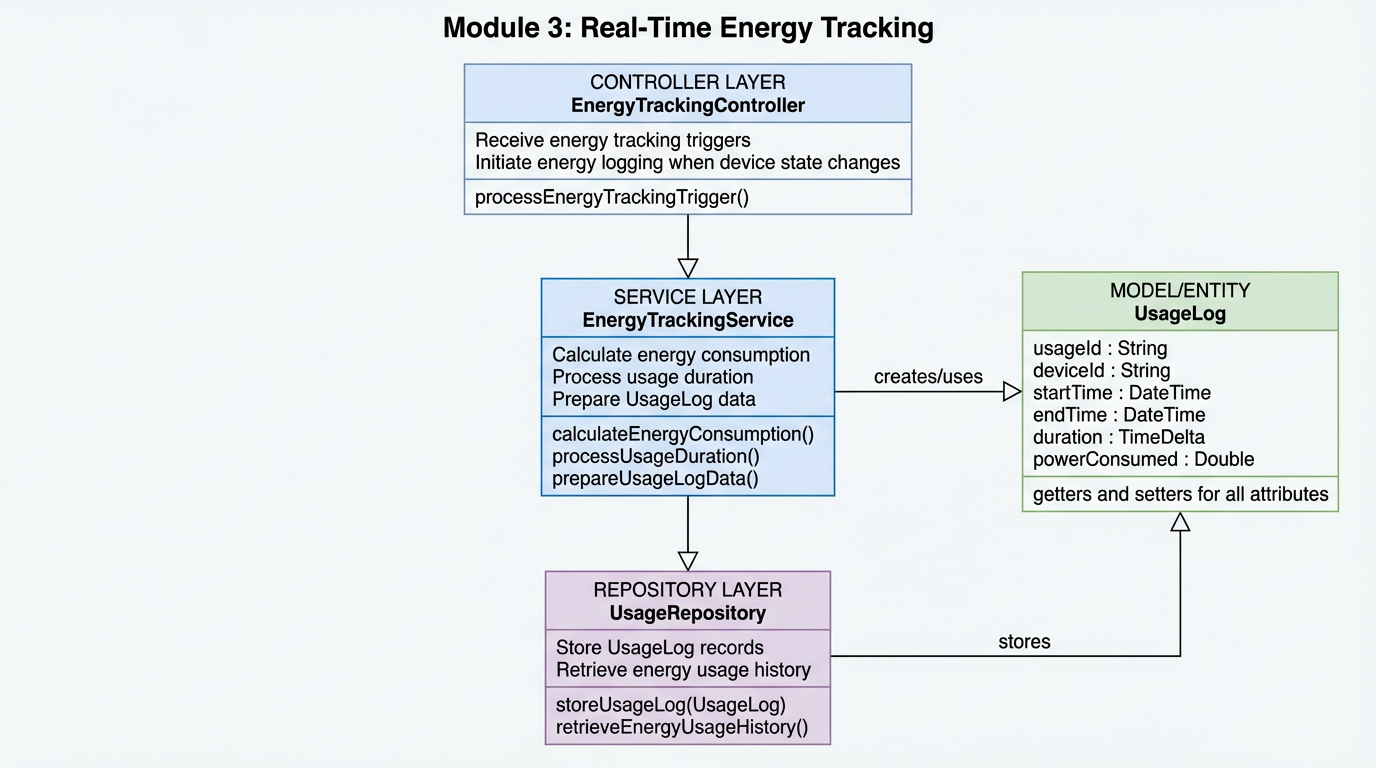 Module 3: Real-Time Energy Tracking
CONTROLLER LAYER
EnergyTrackingController
Receive energy tracking triggers
Initiate energy logging when device state changes
processEnergyTrackingTrigger()
SERVICE LAYER
EnergyTrackingService
Calculate energy consumption
Process usage duration
Prepare UsageLog data
calculateEnergyConsumption()
processUsageDuration()
prepareUsageLogData()
creates/uses
MODEL/ENTITY
UsageLog
usageId : String
deviceId : String
startTime : DateTime
endTime : DateTime
duration : TimeDelta
powerConsumed : Double
getters and setters for all attributes
REPOSITORY LAYER
UsageRepository
Store UsageLog records
Retrieve energy usage history
storeUsageLog(UsageLog)
retrieveEnergyUsageHistory()
stores